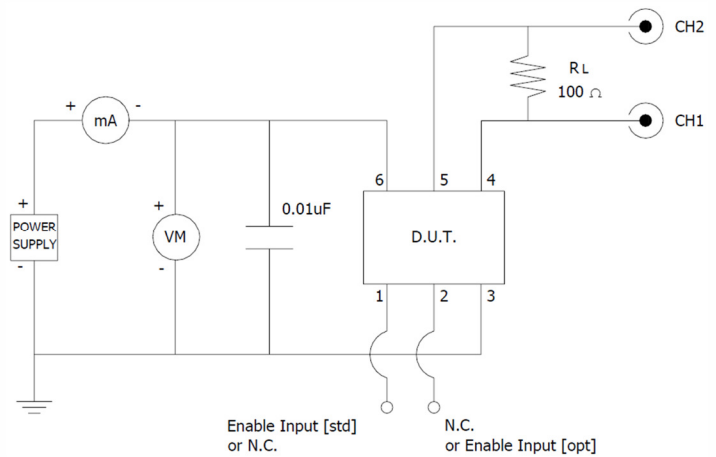 CH2
RL
100 Ω
CH1
+ mA -
6 5 4
+
POWER
SUPPLY
-
+
VM
-
0.01uF
D.U.T.
1 2 3
Enable Input [std]
or N.C.
N.C.
or Enable Input [opt]